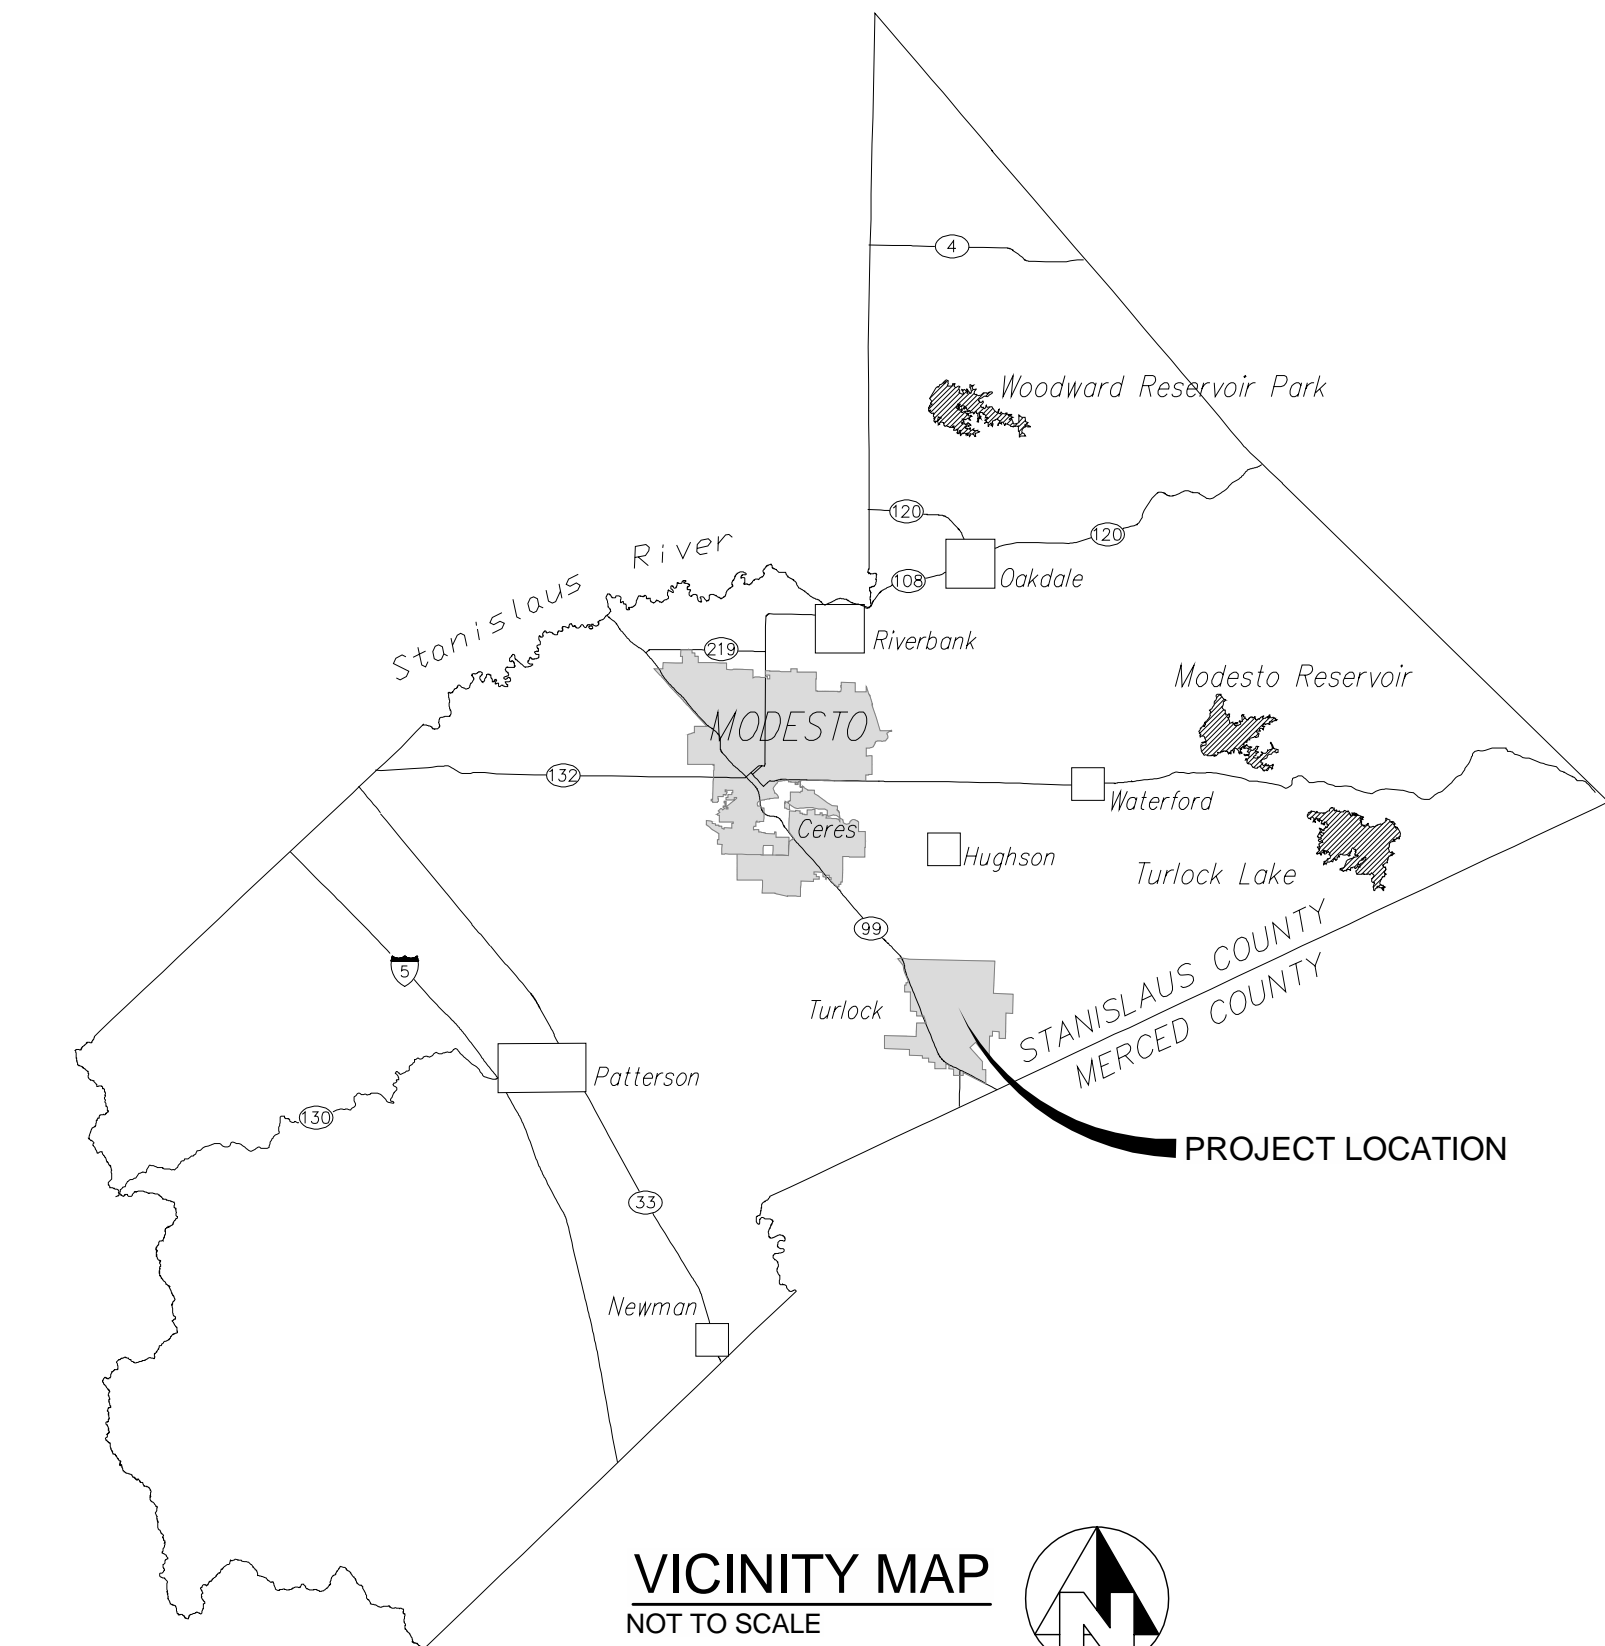 4
Woodward Reservoir Park
120
120
River
108
Oakdale
Stanislaus
Riverbank
219
Modesto Reservoir
MODESTO
132
Waterford
Ceres
Hughson
Turlock Lake
99
STANISLAUS COUNTY
MERCED COUNTY
5
Turlock
Patterson
130
PROJECT LOCATION
33
Newman
VICINITY MAP
NOT TO SCALE
N